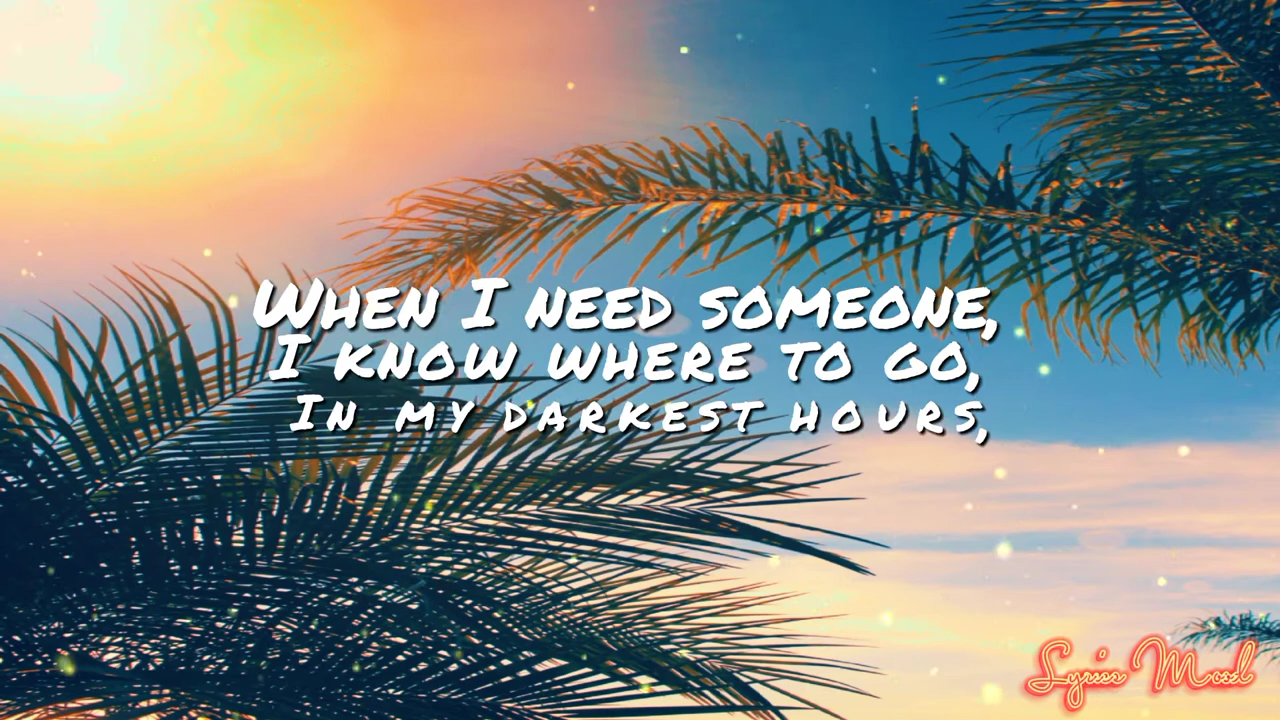 When I need someone,
I know where to go,
In my darkest hours,
Lyrics Mood